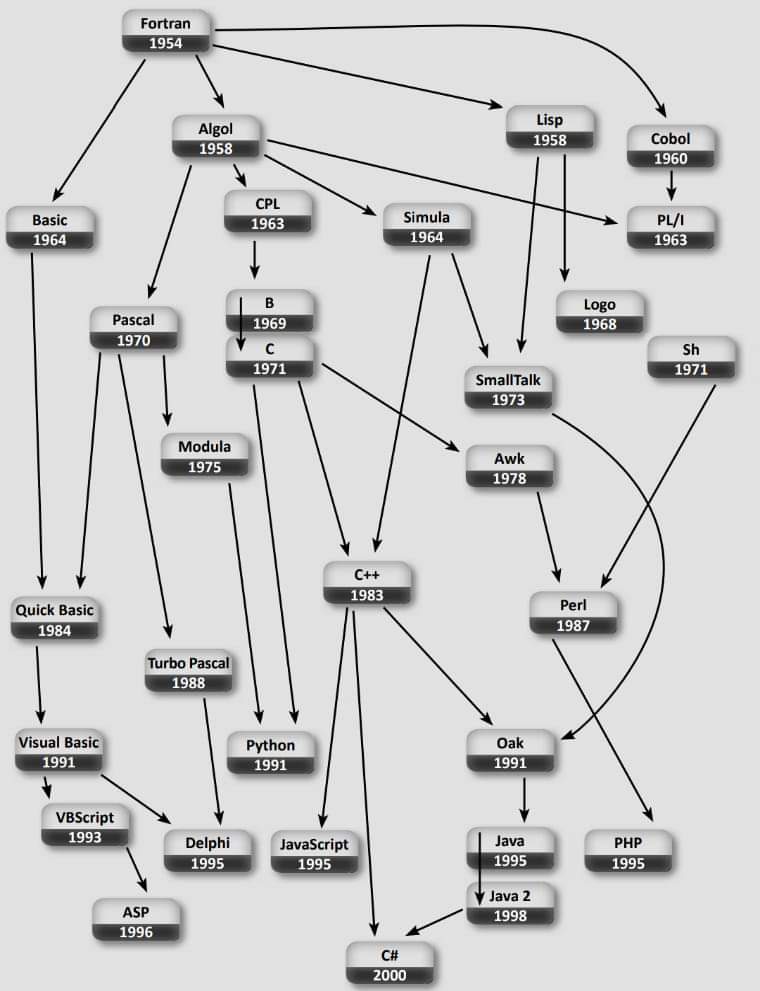 Fortran
1954
Lisp
1958
Algol
1958
Cobol
1960
CPL
1963
Basic
1964
Simula
1964
PL/I
1963
B
1969
Logo
1968
Pascal
1970
C
1971
Sh
1971
SmallTalk
1973
Modula
1975
Awk
1978
C++
1983
Quick Basic
1984
Perl
1987
Turbo Pascal
1988
Visual Basic
1991
Python
1991
Oak
1991
VBScript
1993
Delphi
1995
JavaScript
1995
Java
1995
PHP
1995
ASP
1996
Java 2
1998
C#
2000